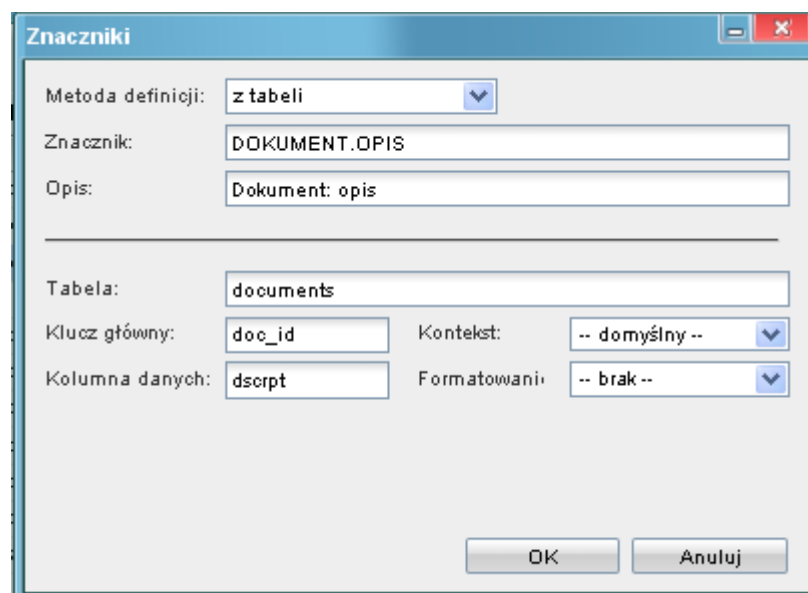 Znaczniki
Metoda definicji: z tabeli
Znacznik: DOKUMENT.OPIS
Opis: Dokument: opis
Tabela: documents
Klucz główny: doc_id Kontekst: -- domyślny --
Kolumna danych: dscrpt Formatowani -- brak --
OK Anuluj